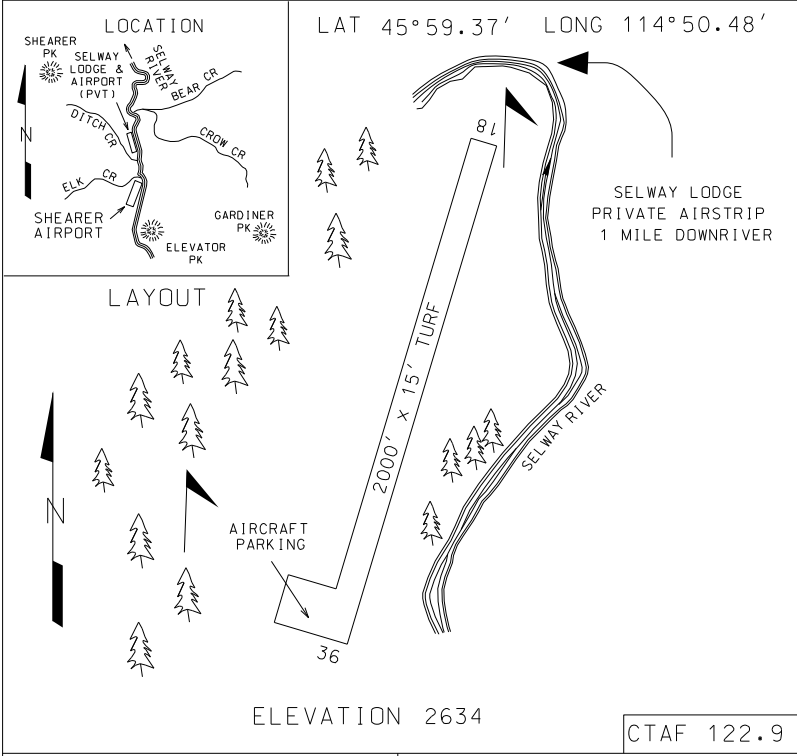 LOCATION
SHEARER
PK
SELWAY
LODGE &
AIRPORT
(PVT)
SELWAY
RIVER
BEAR CR
DITCH CR
CROW CR
N
ELK CR
SHEARER
AIRPORT
GARDINER
PK
ELEVATOR
PK
LAT 45°59.37' LONG 114°50.48'
18
SELWAY LODGE
PRIVATE AIRSTRIP
1 MILE DOWNRIVER
LAYOUT
2000' x 15' TURF
SELWAY RIVER
N
AIRCRAFT
PARKING
36
ELEVATION 2634
CTAF 122.9